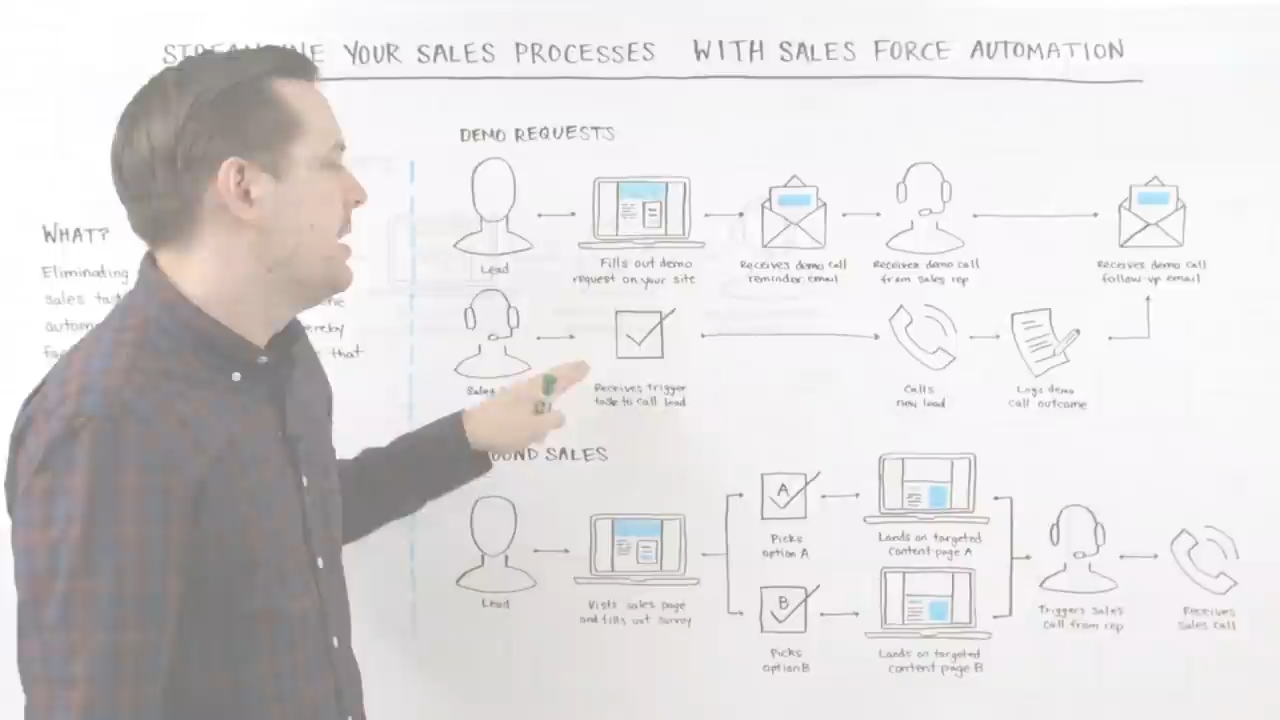 YOUR SALES PROCESSES WITH SALES FORCE AUTOMATION
WHAT?
Eliminating
sales
DEMO REQUESTS
Lead
Fills out demo
request on your site
Receives demo call
reminder email
Receives demo call
from sales rep
Receives demo call
follow up email
Sales
Receives trigger
task to call lead
Calls
new lead
Logs demo
call outcome
that
SALES
Lead
Visits sales page
and fills out survey
A
Picks
option A
Lands on targeted
content page A
B
Picks
option B
Lands on targeted
content page B
Triggers sales
call from rep
Receives
sales call